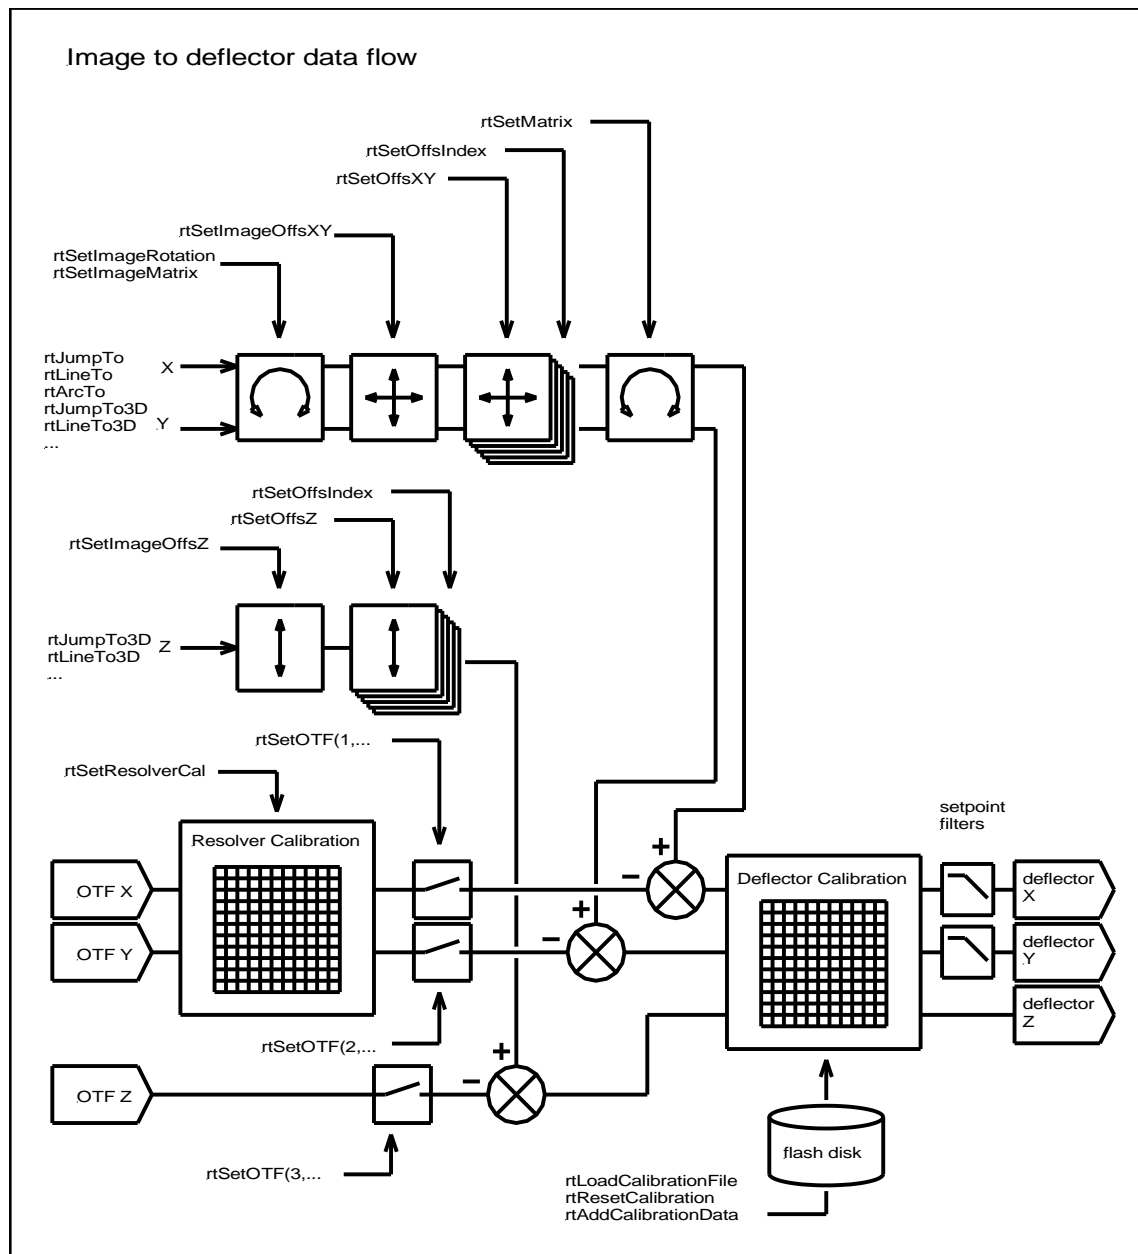 Image to deflector data flow
rtSetMatrix
rtSetOffsIndex
rtSetOffsXY
rtSetImageOffsXY
rtSetImageRotation
rtSetImageMatrix
rtJumpTo
rtLineTo
rtArcTo
rtJumpTo3D
rtLineTo3D
...
X
Y
rtSetOffsIndex
rtSetOffsZ
rtSetImageOffsZ
rtJumpTo3D
rtLineTo3D
...
Z
rtSetOTF(1,...
rtSetResolverCal
Resolver Calibration
setpoint
filters
OTF X
OTF Y
+
−
+
−
Deflector Calibration
deflector
X
deflector
Y
deflector
Z
rtSetOTF(2,...
+
−
OTF Z
rtSetOTF(3,...
flash disk
rtLoadCalibrationFile
rtResetCalibration
rtAddCalibrationData